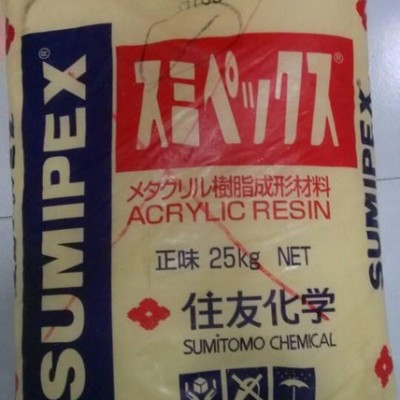 SUMIPEX®
スミペックス®
メタクリル樹脂成形材料
ACRYLIC RESIN
正味 25kg NET
住友化学
SUMITOMO CHEMICAL